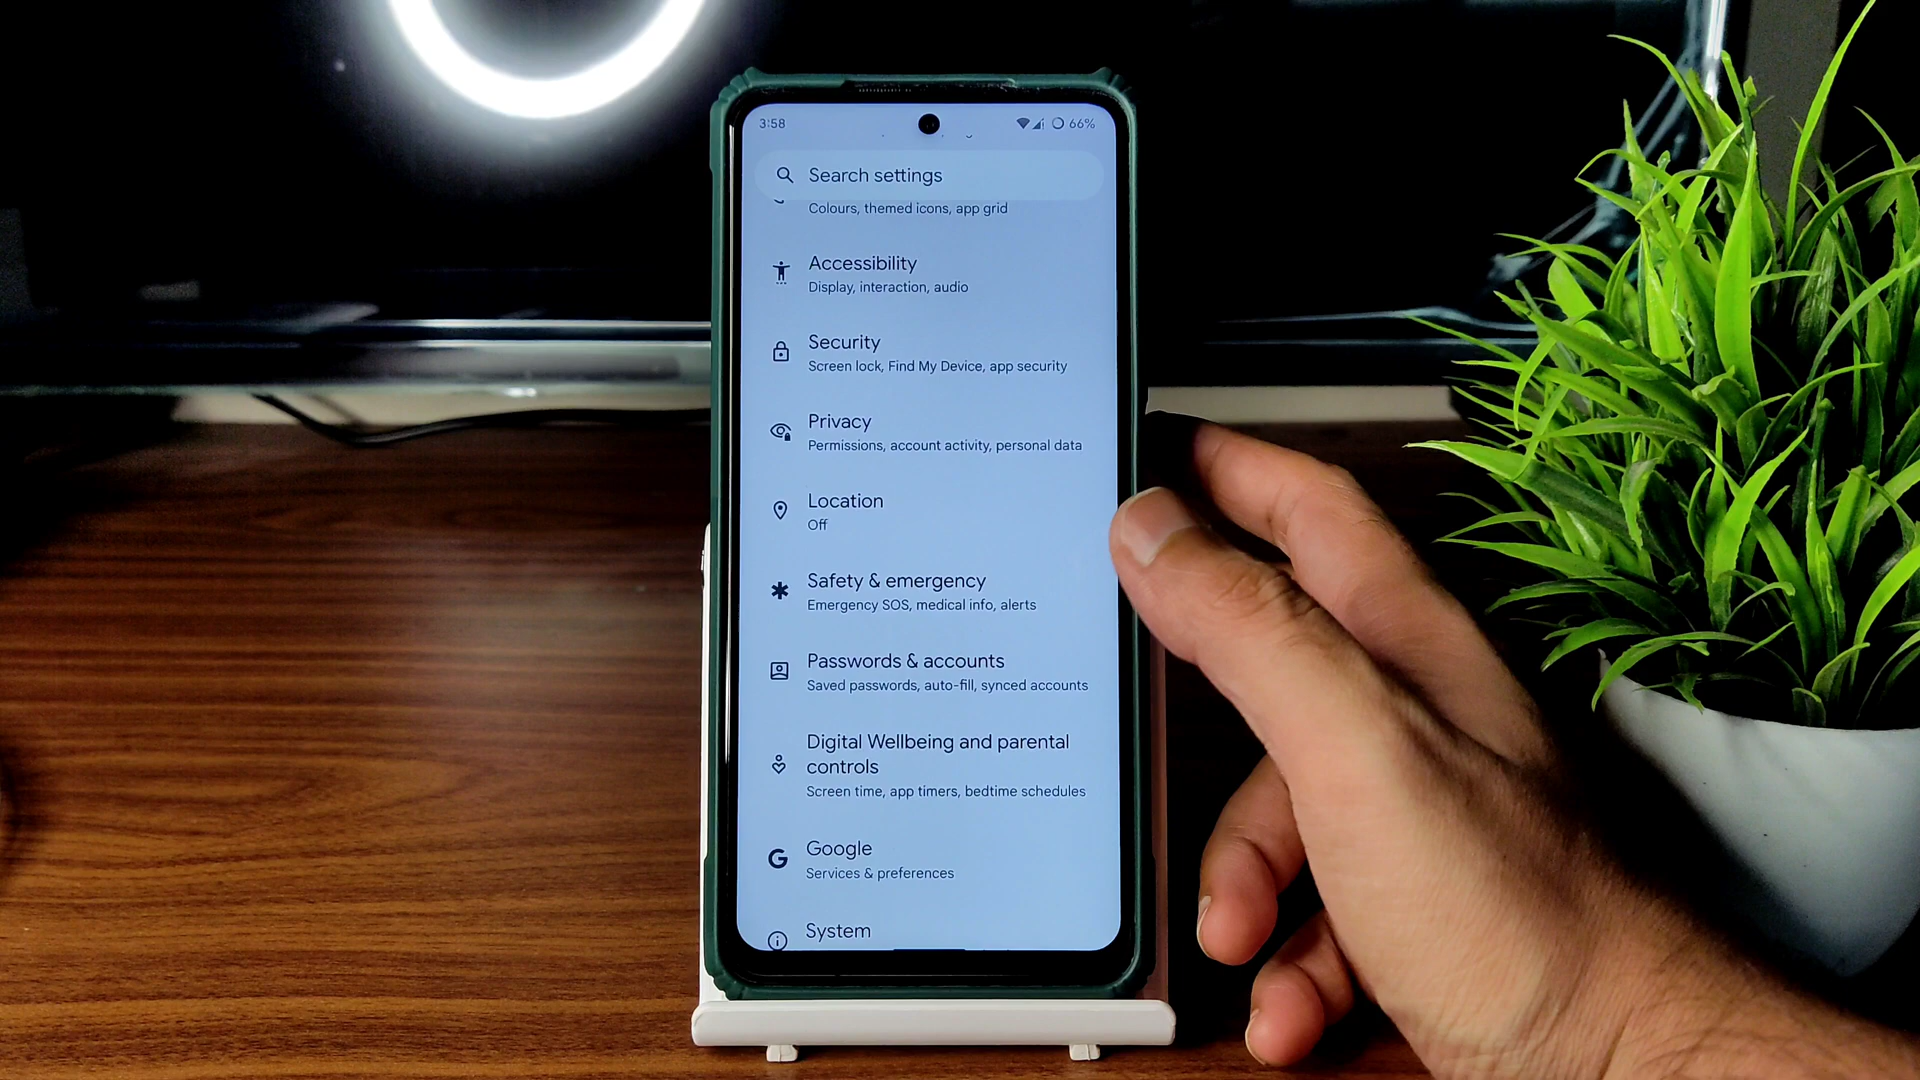 3:58
66%
Search settings
Colours, themed icons, app grid
Accessibility
Display, interaction, audio
Security
Screen lock, Find My Device, app security
Privacy
Permissions, account activity, personal data
Location
Off
Safety & emergency
Emergency SOS, medical info, alerts
Passwords & accounts
Saved passwords, auto-fill, synced accounts
Digital Wellbeing and parental
controls
Screen time, app timers, bedtime schedules
Google
Services & preferences
System